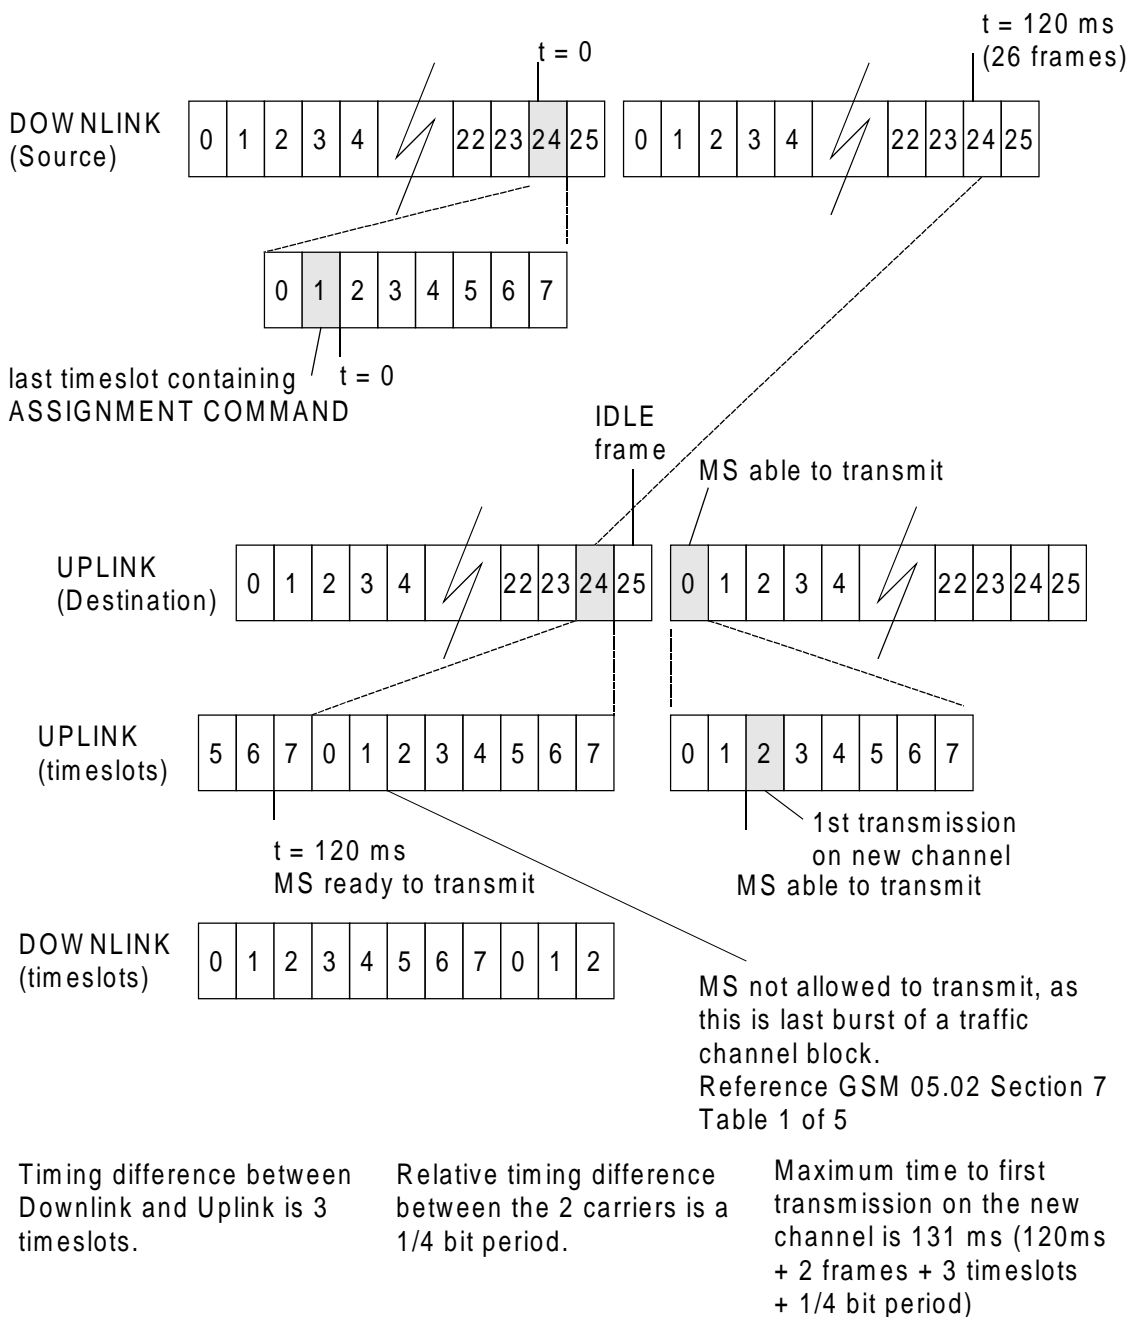 t = 120 ms
(26 frames)
t = 0
DOWNLINK
(Source)
0 1 2 3 4 22 23 24 25 0 1 2 3 4 22 23 24 25
0 1 2 3 4 5 6 7
last timeslot containing
ASSIGNMENT COMMAND
t = 0
IDLE
frame
MS able to transmit
UPLINK
(Destination)
0 1 2 3 4 22 23 24 25 0 1 2 3 4 22 23 24 25
UPLINK
(timeslots)
5 6 7 0 1 2 3 4 5 6 7 0 1 2 3 4 5 6 7
t = 120 ms
MS ready to transmit
1st transmission
on new channel
MS able to transmit
DOWNLINK
(timeslots)
0 1 2 3 4 5 6 7 0 1 2
MS not allowed to transmit, as
this is last burst of a traffic
channel block.
Reference GSM 05.02 Section 7
Table 1 of 5
Timing difference between
Downlink and Uplink is 3
timeslots.
Relative timing difference
between the 2 carriers is a
1/4 bit period.
Maximum time to first
transmission on the new
channel is 131 ms (120ms
+ 2 frames + 3 timeslots
+ 1/4 bit period)